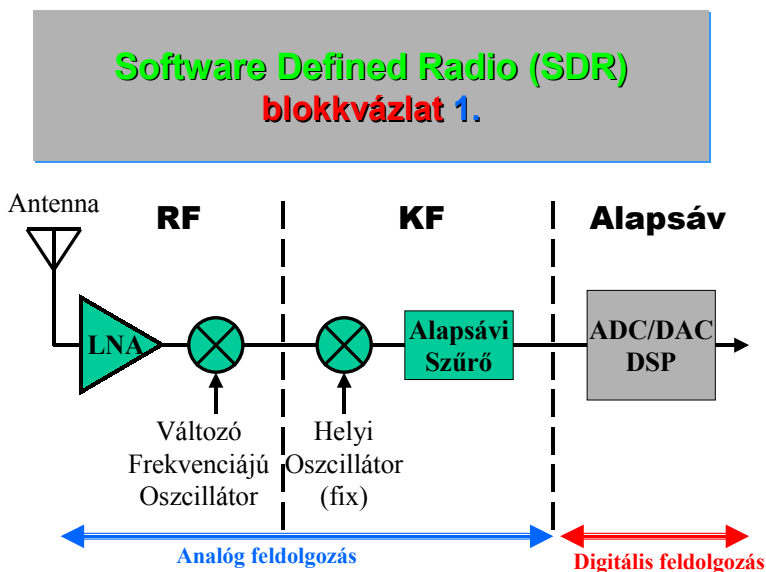 Software Defined Radio (SDR)
blokkvázlat 1.
Antenna
RF
KF
Alapsáv
LNA
Alapsávi
Szűrő
ADC/DAC
DSP
Változó
Frekvenciájú
Oszcillátor
Helyi
Oszcillátor
(fix)
Analóg feldolgozás
Digitális feldolgozás